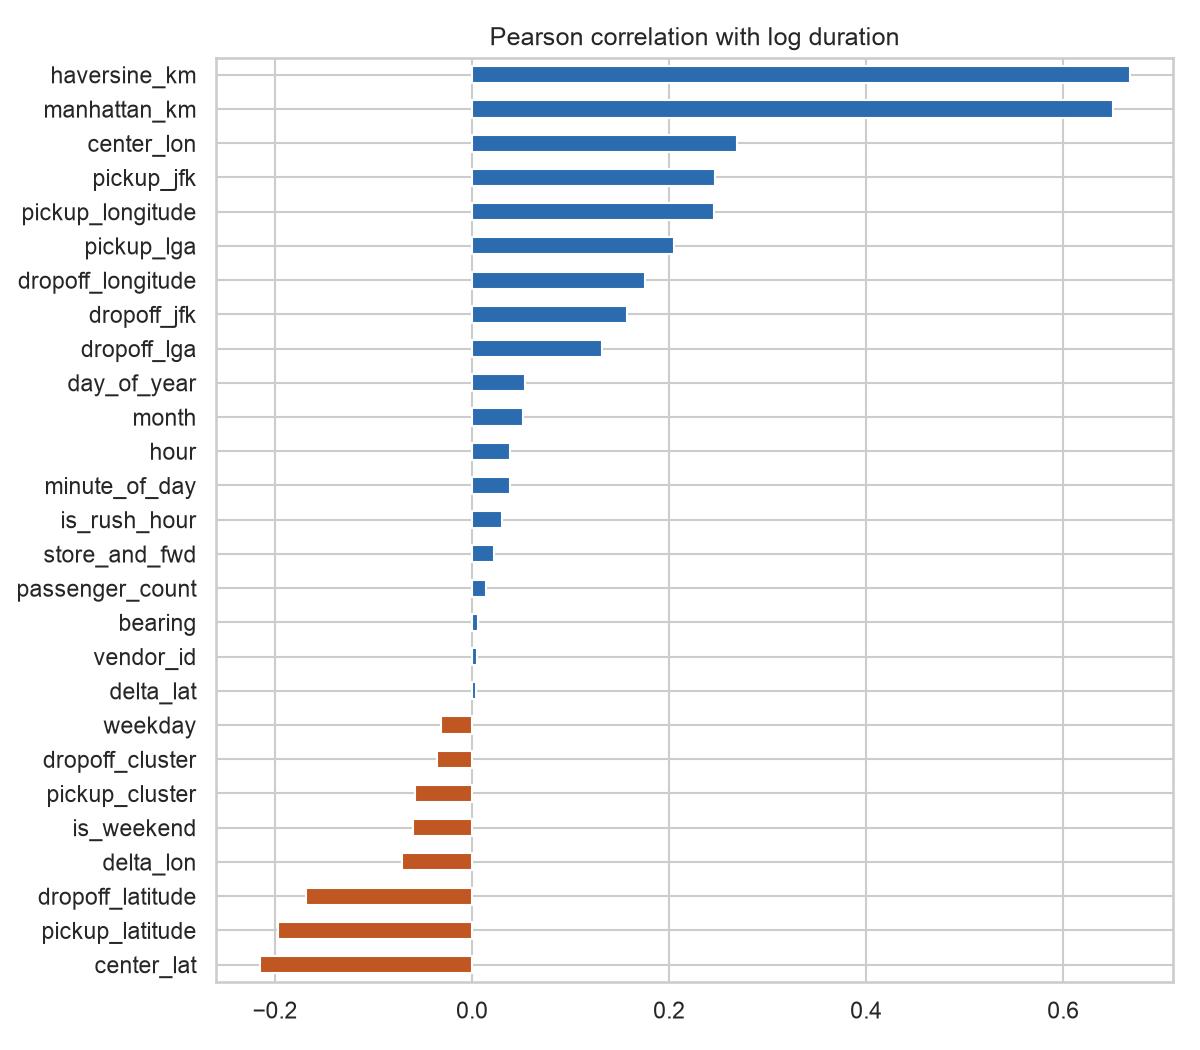 Pearson correlation with log duration
haversine_km
manhattan_km
center_lon
pickup_jfk
pickup_longitude
pickup_lga
dropoff_longitude
dropoff_jfk
dropoff_lga
day_of_year
month
hour
minute_of_day
is_rush_hour
store_and_fwd
passenger_count
bearing
vendor_id
delta_lat
weekday
dropoff_cluster
pickup_cluster
is_weekend
delta_lon
dropoff_latitude
pickup_latitude
center_lat
−0.2 0.0 0.2 0.4 0.6